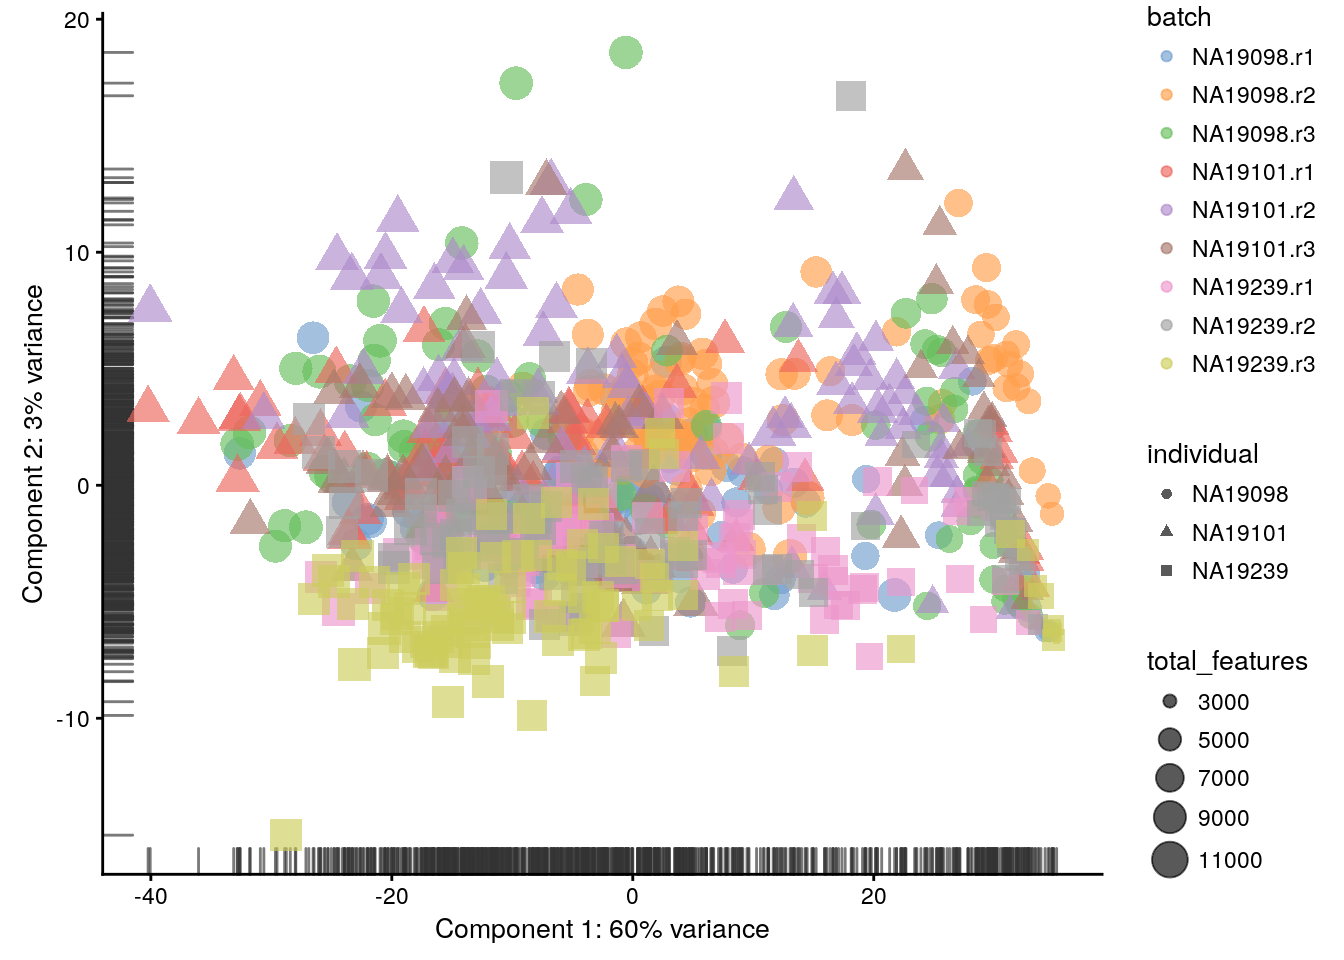 20
10
0
-10
-40
-20
0
20
Component 2: 3% variance
Component 1: 60% variance
batch
NA19098.r1
NA19098.r2
NA19098.r3
NA19101.r1
NA19101.r2
NA19101.r3
NA19239.r1
NA19239.r2
NA19239.r3
individual
NA19098
NA19101
NA19239
total_features
3000
5000
7000
9000
11000